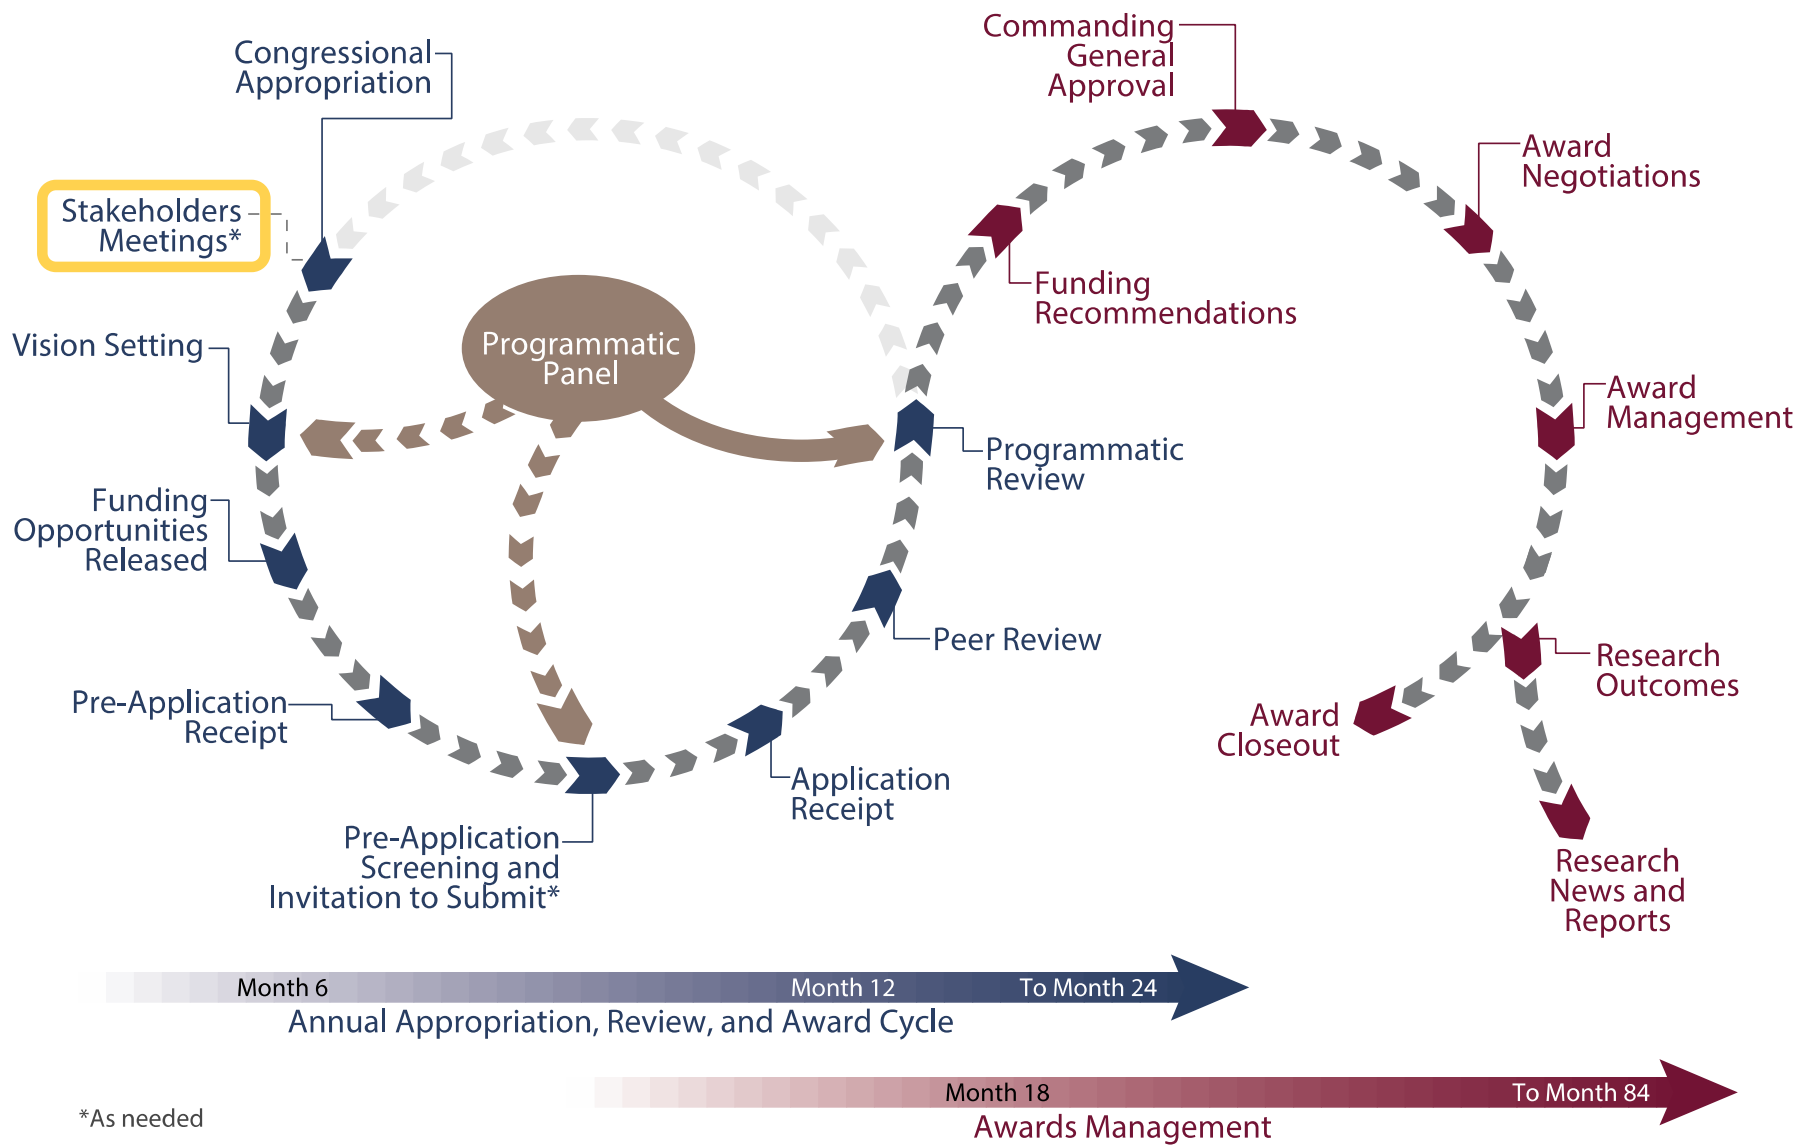 Congressional
Appropriation
Stakeholders
Meetings*
Vision Setting
Funding
Opportunities
Released
Pre-Application
Receipt
Pre-Application
Screening and
Invitation to Submit*
Application
Receipt
Peer Review
Programmatic
Review
Programmatic
Panel
Funding
Recommendations
Commanding
General
Approval
Award
Negotiations
Award
Management
Research
Outcomes
Award
Closeout
Research
News and
Reports
Month 6
Month 12
To Month 24
Annual Appropriation, Review, and Award Cycle
Month 18
To Month 84
Awards Management
*As needed